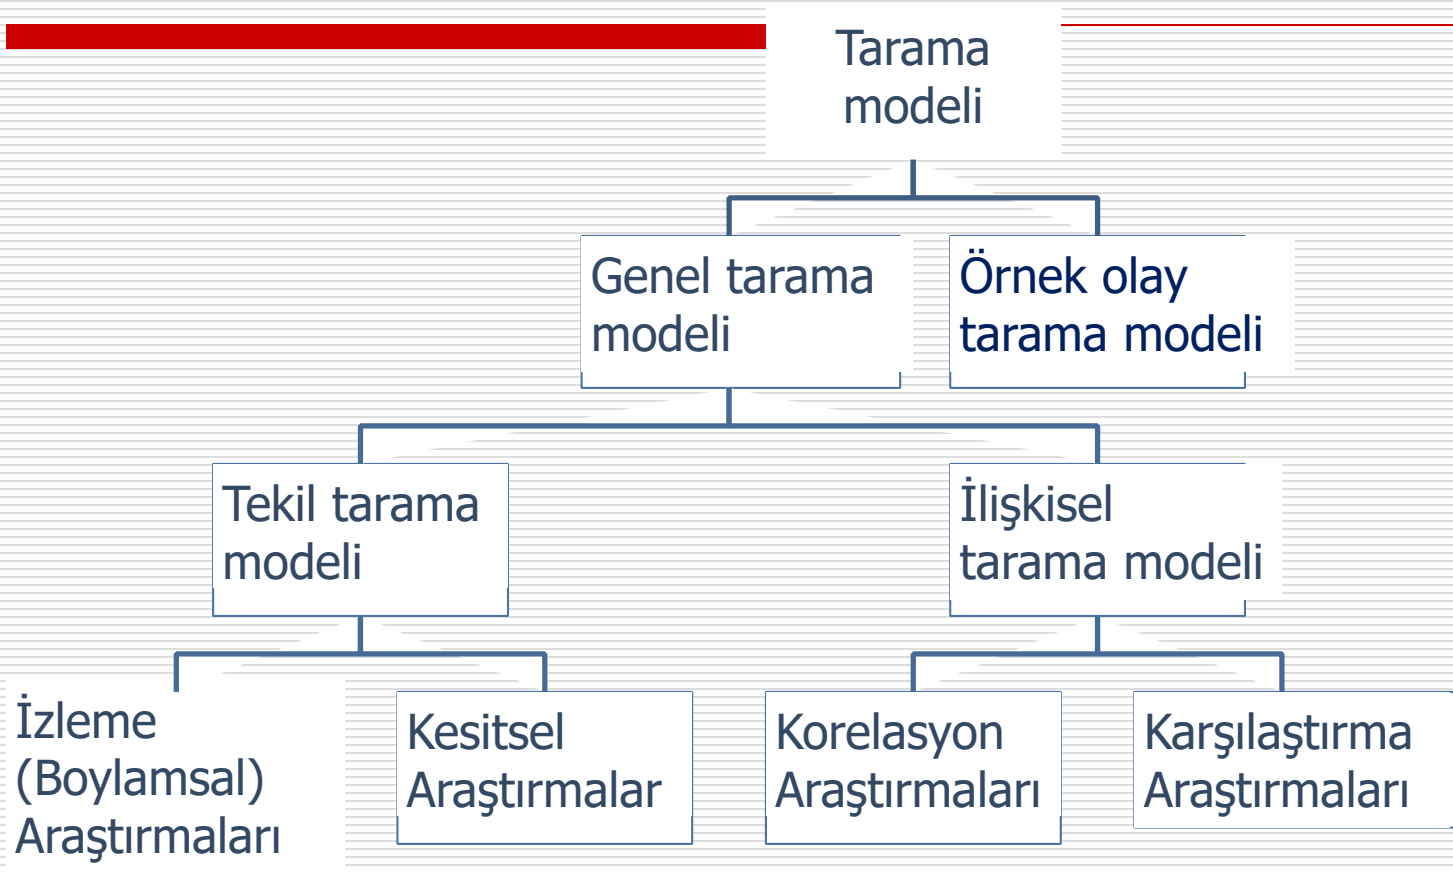 Tarama
modeli
Genel tarama
modeli
Örnek olay
tarama modeli
Tekil tarama
modeli
İlişkisel
tarama modeli
İzleme
(Boylamsal)
Araştırmaları
Kesitsel
Araştırmalar
Korelasyon
Araştırmaları
Karşılaştırma
Araştırmaları